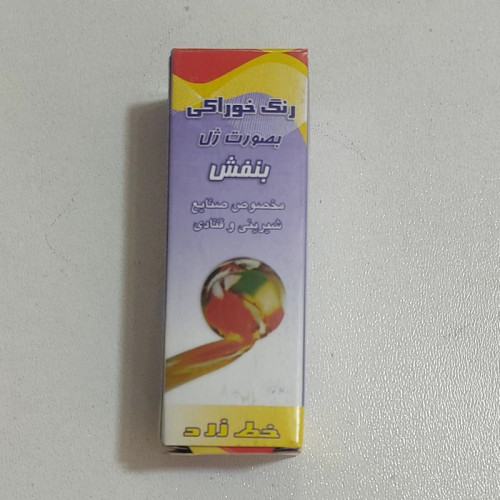 رنگ خوراکی
بصورت ژل
بنفش
مخصوص صنایع
شیرینی و قنادی
خط زرد